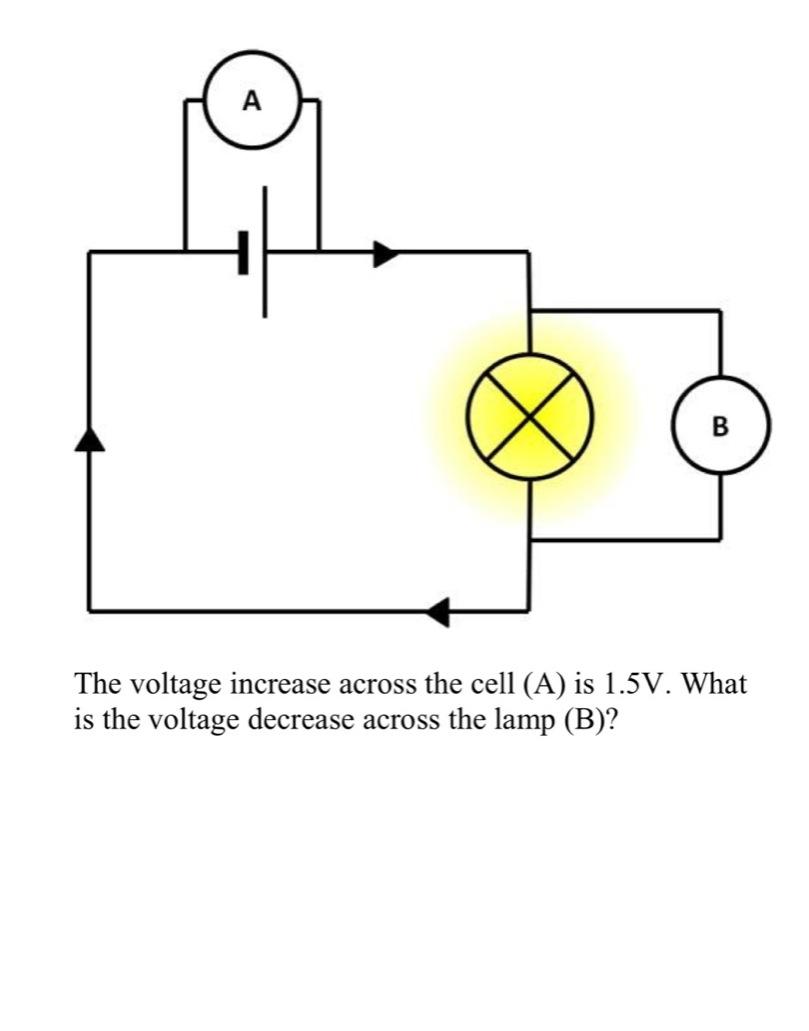 A
B
The voltage increase across the cell (A) is 1.5V. What
is the voltage decrease across the lamp (B)?